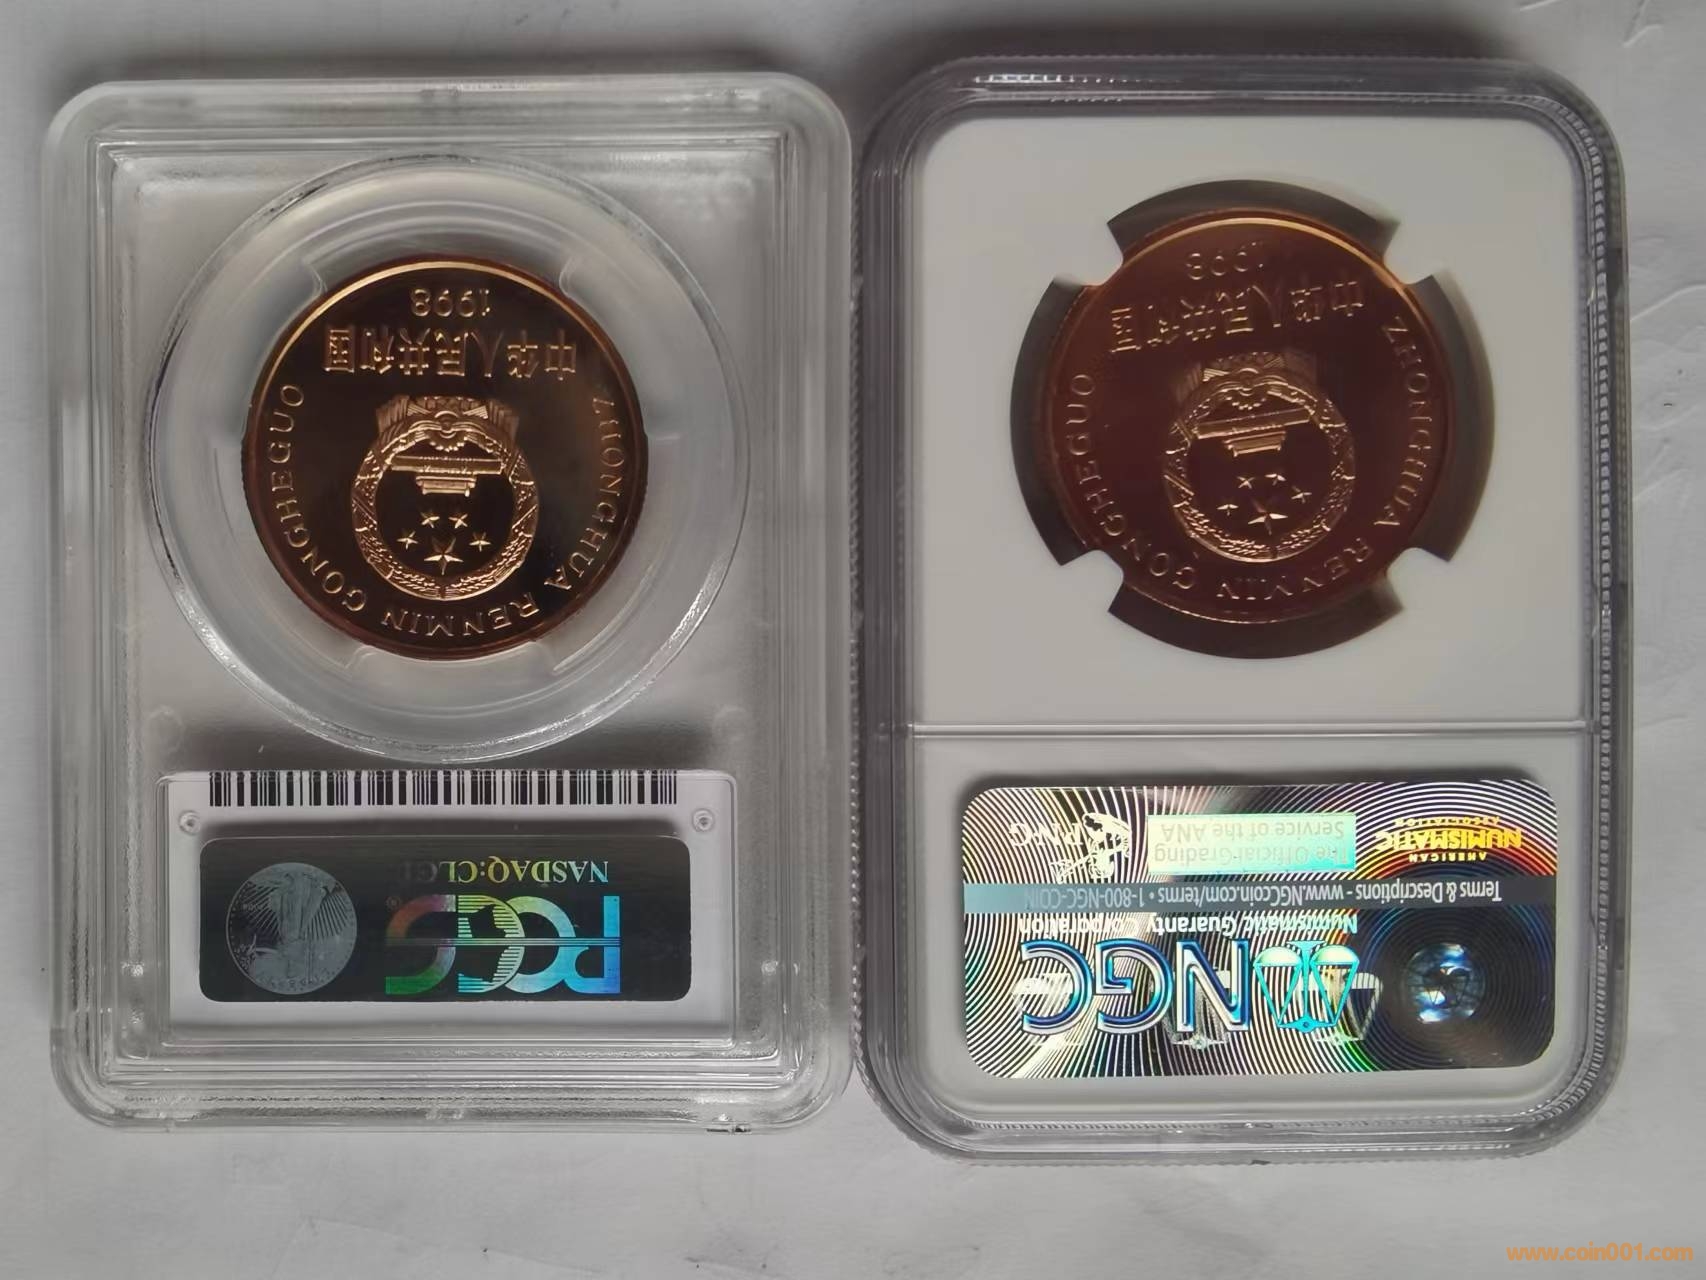 1998
中华人民共和国
ZHONGHUA RENMIN GONGHEGUO
NASDAQ:CLCT
PCGS
1998
中华人民共和国
ZHONGHUA RENMIN GONGHEGUO
NGC
Numismatic Guaranty Corporation
Terms & Descriptions - www.NGCcoin.com/terms • 1-800-NGC-COIN
AMERICAN
NUMISMATIC
ASSOCIATION
The Official Grading
Service of the ANA
PNG
www.coin001.com